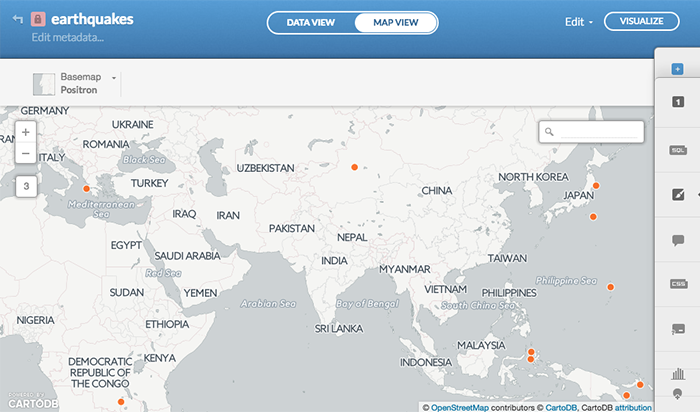 earthquakes
Edit metadata...
DATA VIEW
MAP VIEW
Edit
VISUALIZE
Basemap
Positron
+
-
3
1
SQL
CSS
GERMANY
UKRAINE
ROMANIA
ITALY
Black Sea
TURKEY
Mediterranean
Sea
UZBEKISTAN
CHINA
NORTH KOREA
JAPAN
IRAQ
IRAN
PAKISTAN
NEPAL
EGYPT
SAUDI ARABIA
INDIA
TAIWAN
Red Sea
MYANMAR
SUDAN
YEMEN
Arabian Sea
Bay of Bengal
VIETNAM
PHILIPPINES
Philippine Sea
South China Sea
NIGERIA
ETHIOPIA
SRI LANKA
KENYA
MALAYSIA
DEMOCRATIC
REPUBLIC OF
THE CONGO
INDONESIA
POWERED BY
CARTODB
© OpenStreetMap contributors © CartoDB, CartoDB attribution